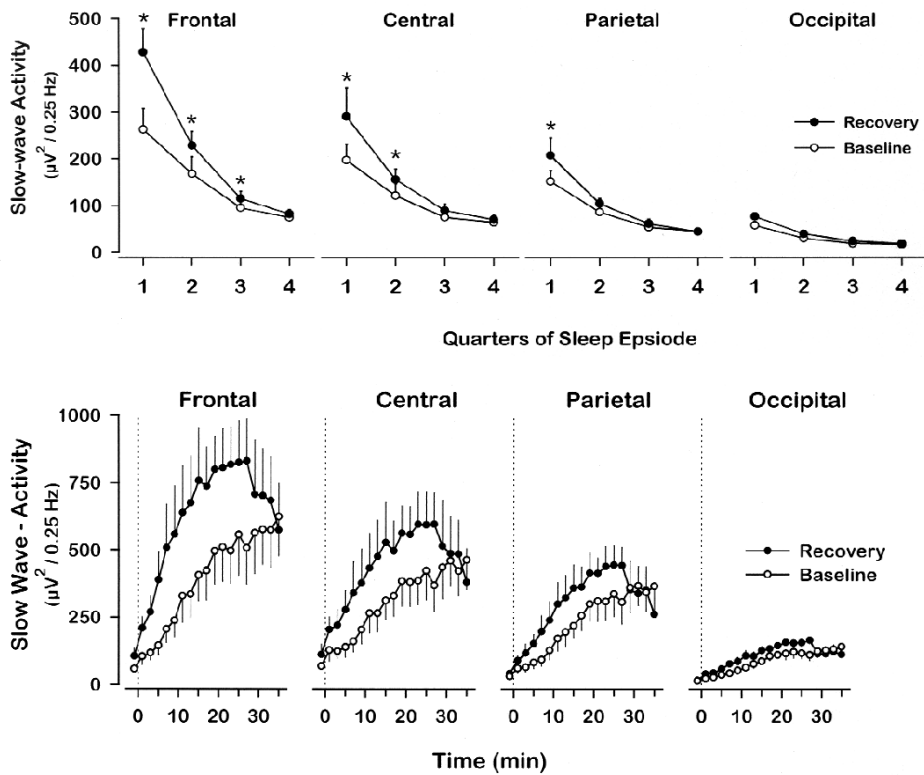 Frontal Central Parietal Occipital
Slow-wave Activity
(µV² / 0.25 Hz)
500
400
300
200
100
0
* * *
* *
*
Recovery
Baseline
1 2 3 4 1 2 3 4 1 2 3 4 1 2 3 4
Quarters of Sleep Epsiode
Frontal Central Parietal Occipital
Slow Wave - Activity
(µV² / 0.25 Hz)
1000
750
500
250
0
Recovery
Baseline
0 10 20 30 0 10 20 30 0 10 20 30 0 10 20 30
Time (min)